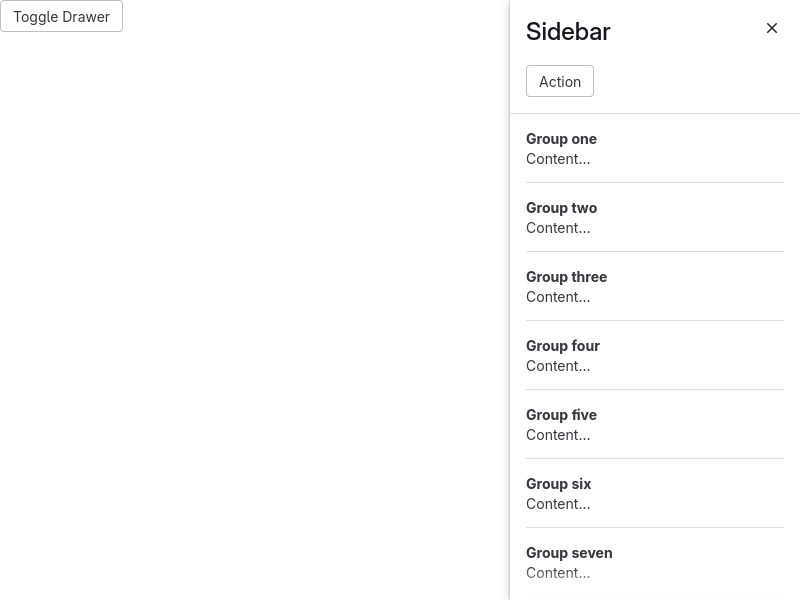 Toggle Drawer
Sidebar
Action
Group one
Content...
Group two
Content...
Group three
Content...
Group four
Content...
Group five
Content...
Group six
Content...
Group seven
Content...